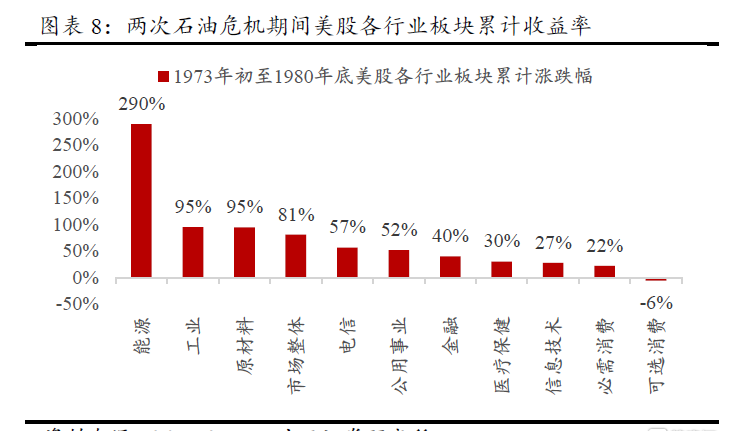 图表 8：两次石油危机期间美股各行业板块累计收益率
1973年初至1980年底美股各行业板块累计涨跌幅
290%
300%
250%
200%
150%
100%
50%
0%
-50%
95%
95%
81%
57%
52%
40%
30%
27%
22%
-6%
能源
工业
原材料
市场整体
电信
公用事业
金融
医疗保健
信息技术
必需消费
可选消费